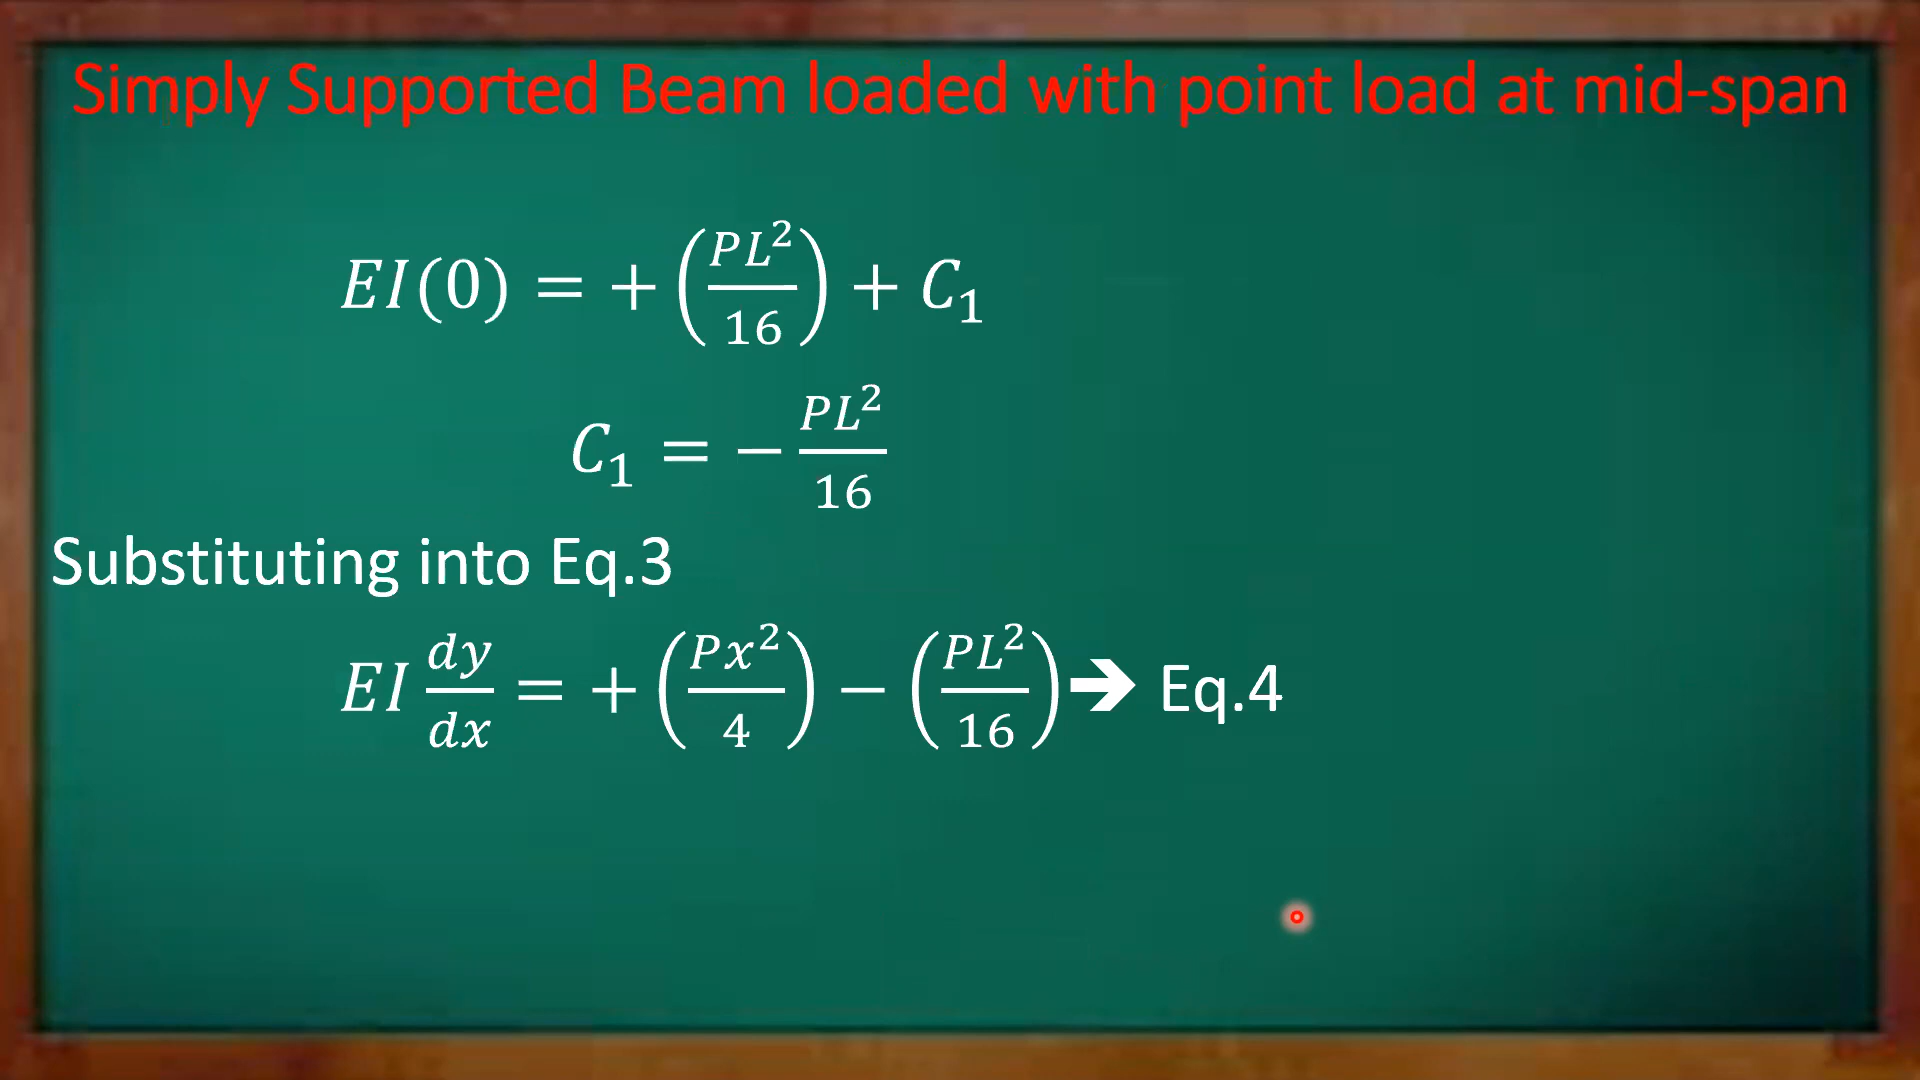 Simply Supported Beam loaded with point load at mid-span
EI(0) = +(PL²/16) + C₁
C₁ = −PL²/16
Substituting into Eq.3
EI dy/dx = +(Px²/4) − (PL²/16)➔ Eq.4